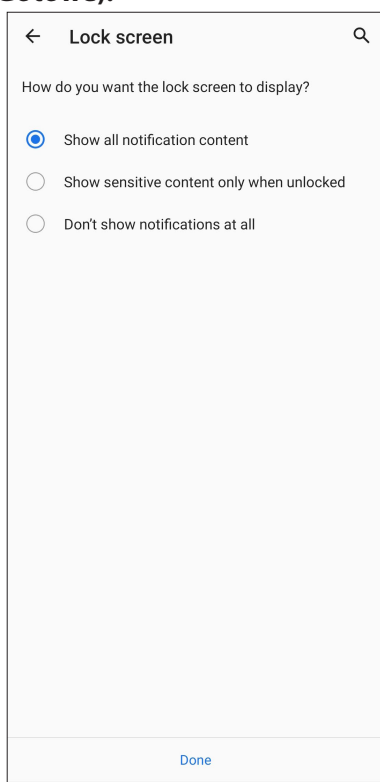 Lock screen
How do you want the lock screen to display?
Show all notification content
Show sensitive content only when unlocked
Don’t show notifications at all
Done